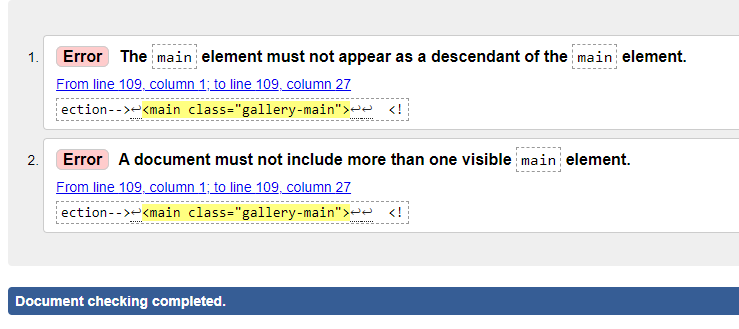 1. Error The main element must not appear as a descendant of the main element.
From line 109, column 1; to line 109, column 27
ection-->↩<main class="gallery-main">↩↩  <!
2. Error A document must not include more than one visible main element.
From line 109, column 1; to line 109, column 27
ection-->↩<main class="gallery-main">↩↩  <!
Document checking completed.